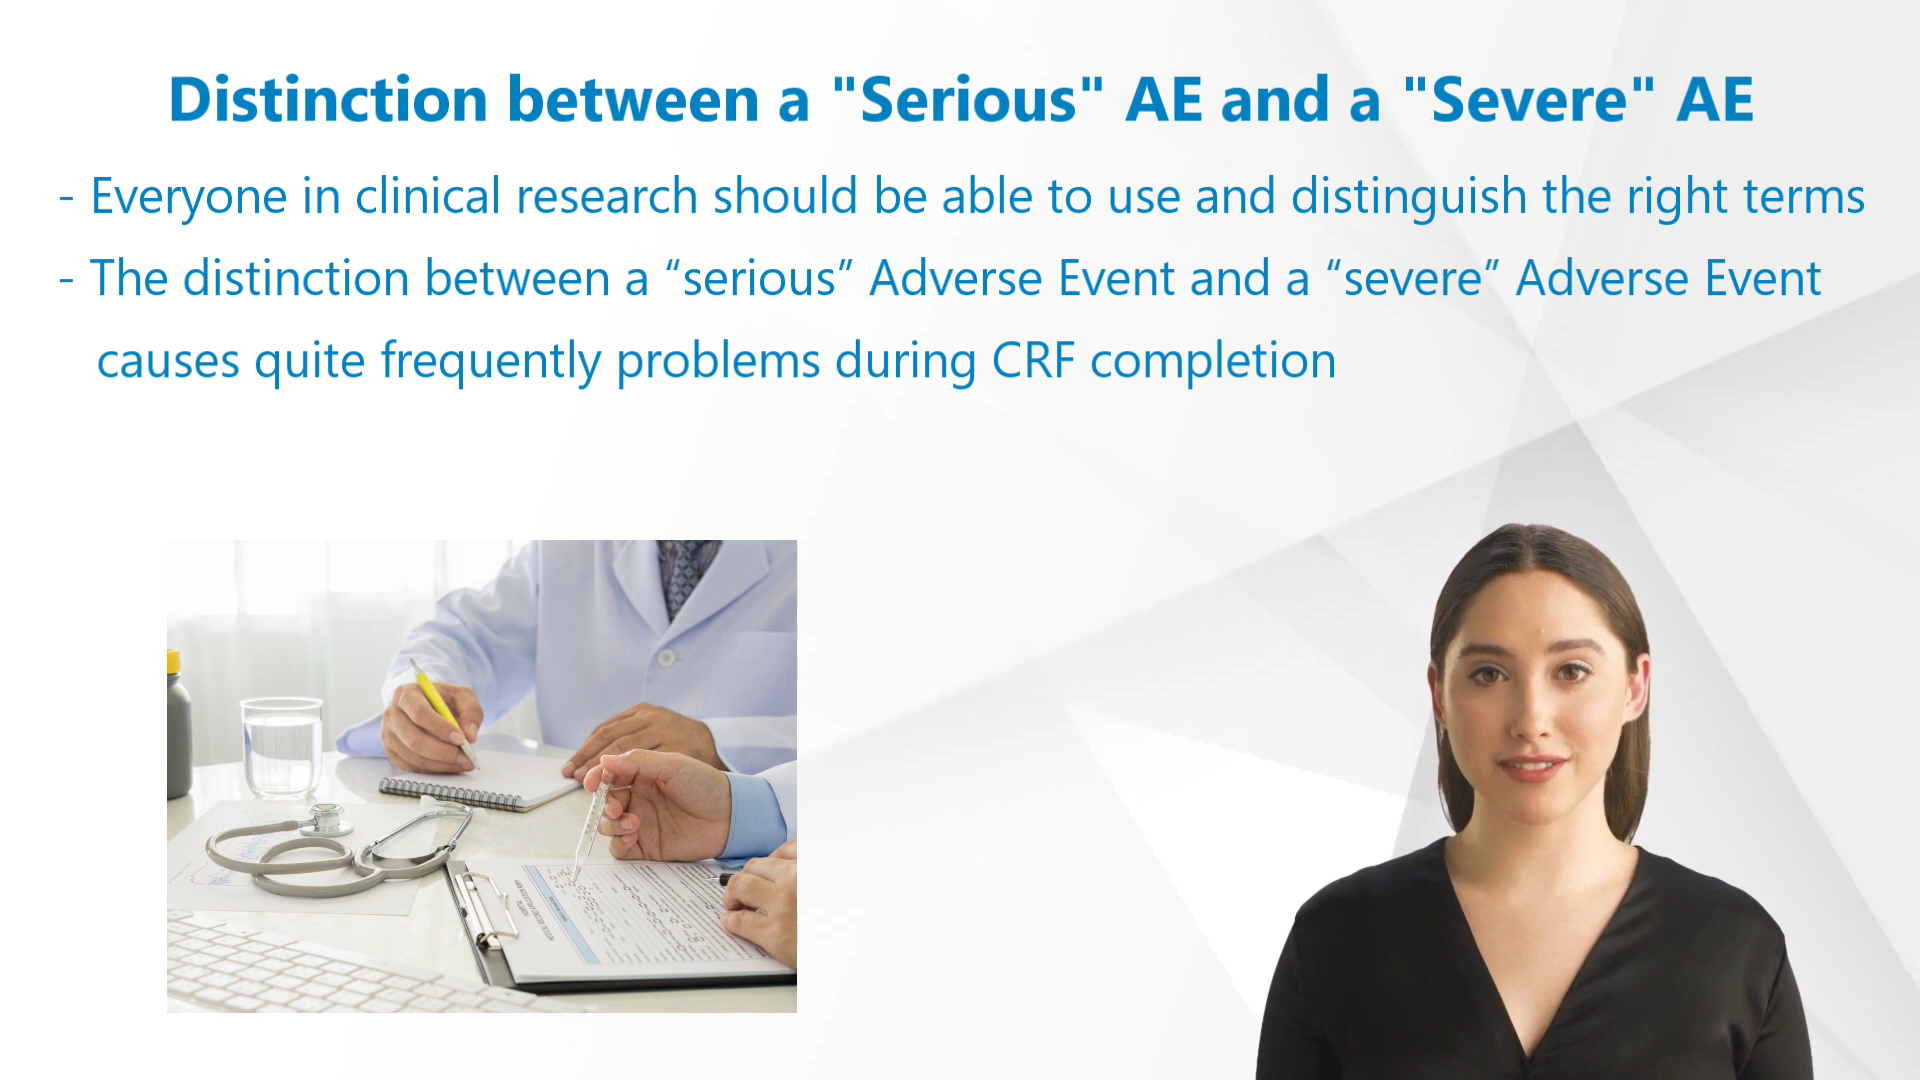 Distinction between a "Serious" AE and a "Severe" AE
- Everyone in clinical research should be able to use and distinguish the right terms
- The distinction between a “serious” Adverse Event and a “severe” Adverse Event
causes quite frequently problems during CRF completion